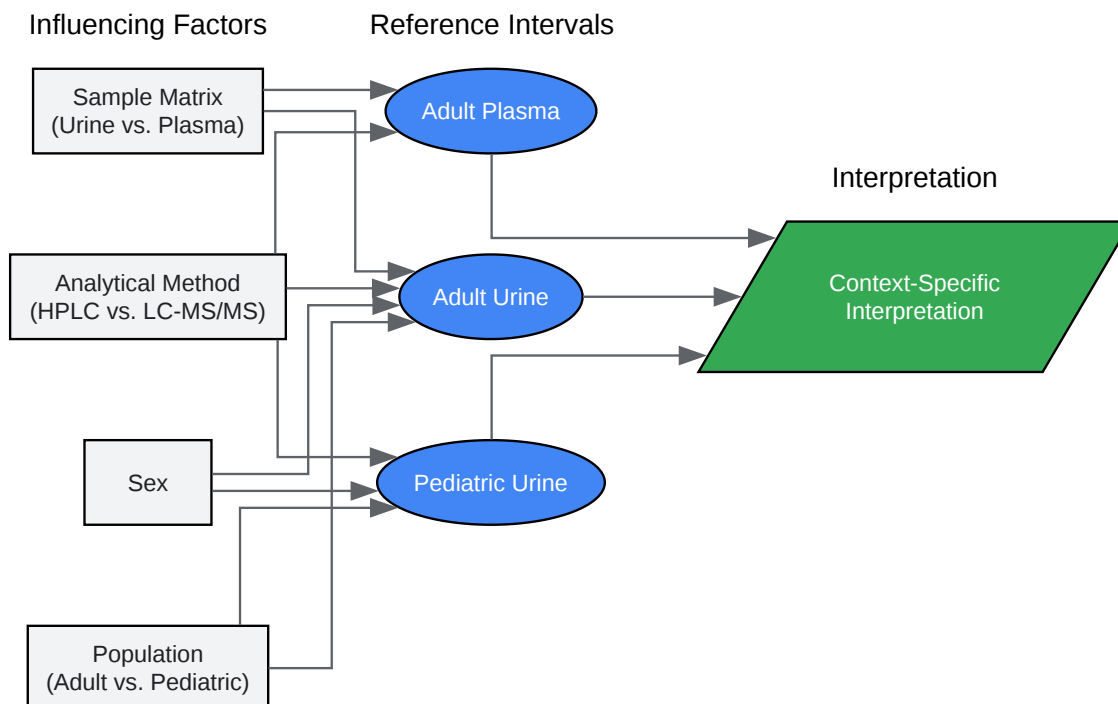 Influencing Factors
Reference Intervals
Sample Matrix
(Urine vs. Plasma)
Adult Plasma
Interpretation
Analytical Method
(HPLC vs. LC-MS/MS)
Adult Urine
Context-Specific
Interpretation
Sex
Pediatric Urine
Population
(Adult vs. Pediatric)